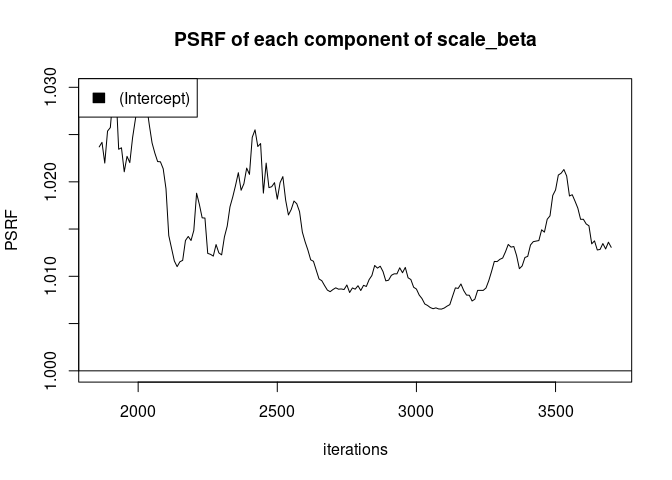 PSRF of each component of scale_beta
(Intercept)
PSRF
1.030
1.020
1.010
1.000
2000 2500 3000 3500
iterations